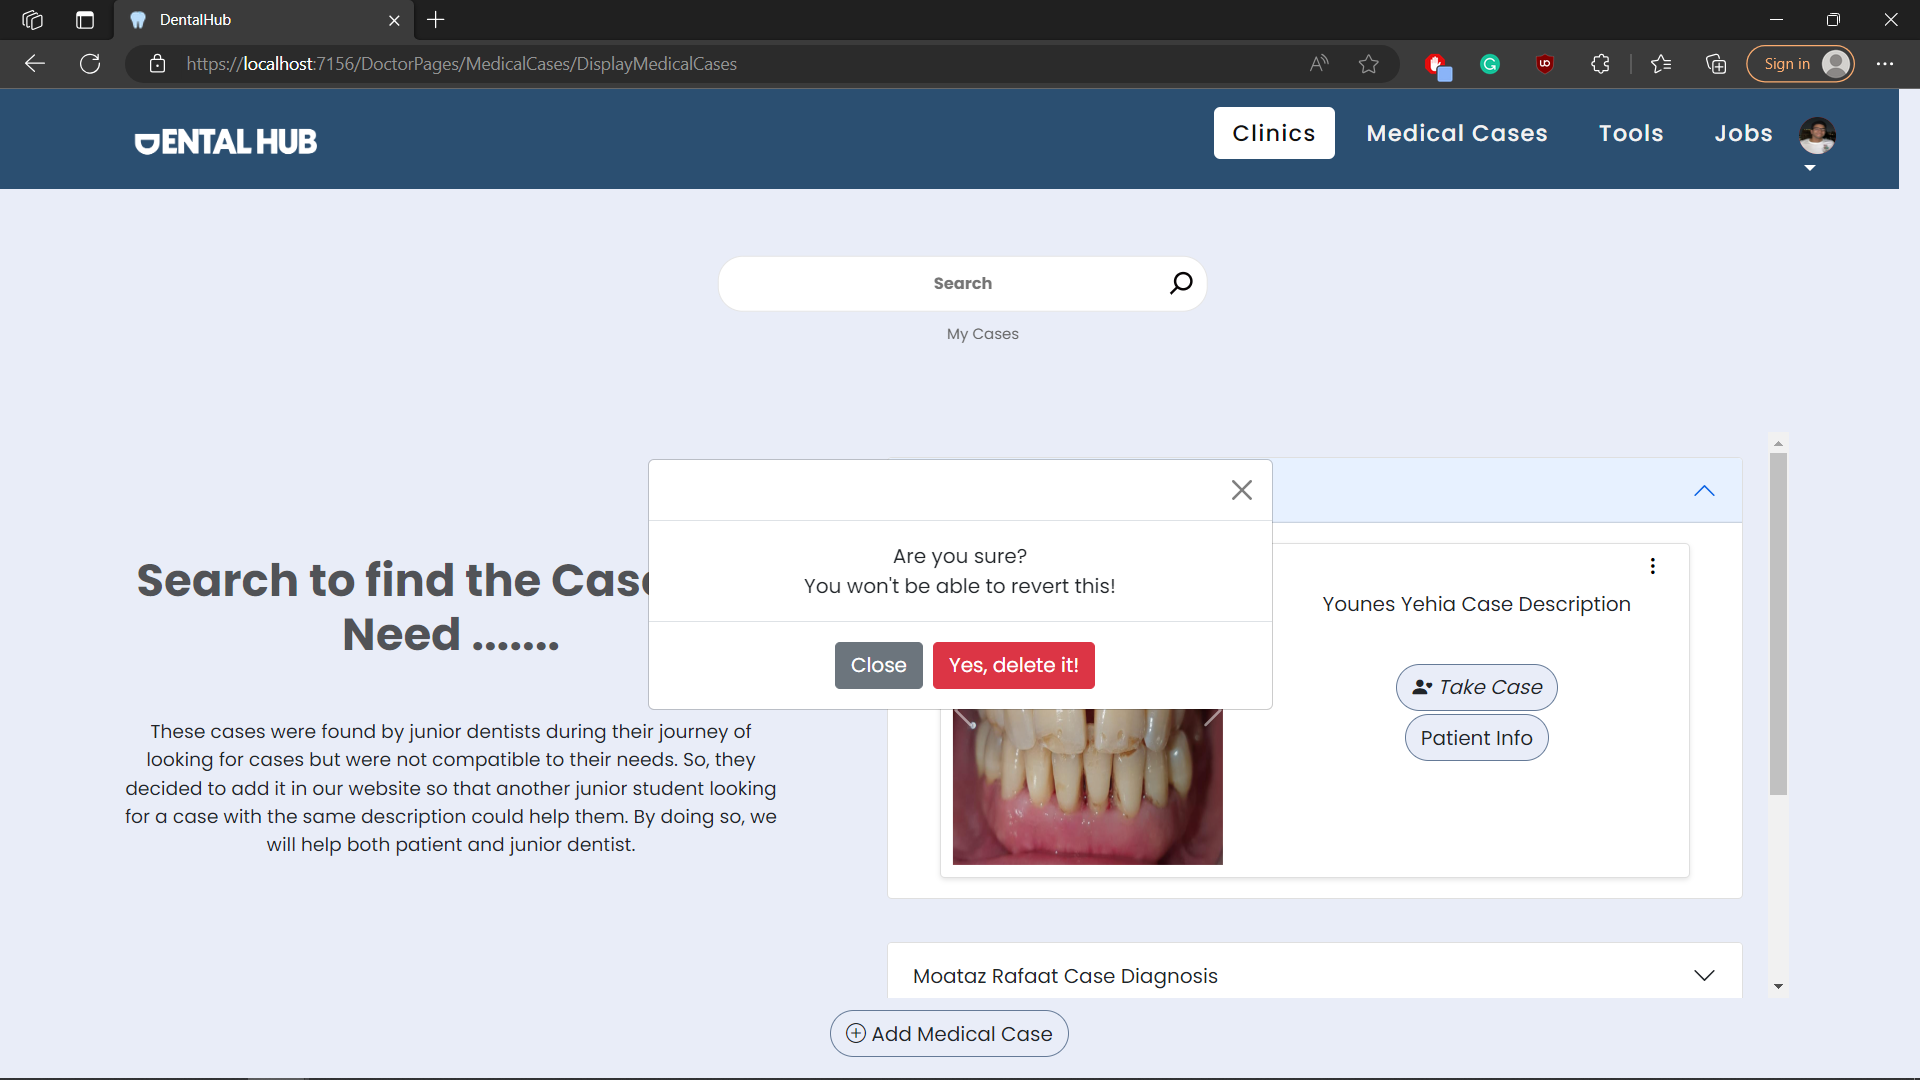 DentalHub
https://localhost:7156/DoctorPages/MedicalCases/DisplayMedicalCases
Sign in
DENTAL HUB
Clinics
Medical Cases
Tools
Jobs
Search
My Cases
Search to find the Cas
Need .......
These cases were found by junior dentists during their journey of
looking for cases but were not compatible to their needs. So, they
decided to add it in our website so that another junior student looking
for a case with the same description could help them. By doing so, we
will help both patient and junior dentist.
Are you sure?
You won't be able to revert this!
Close
Yes, delete it!
Younes Yehia Case Description
Take Case
Patient Info
Moataz Rafaat Case Diagnosis
Add Medical Case